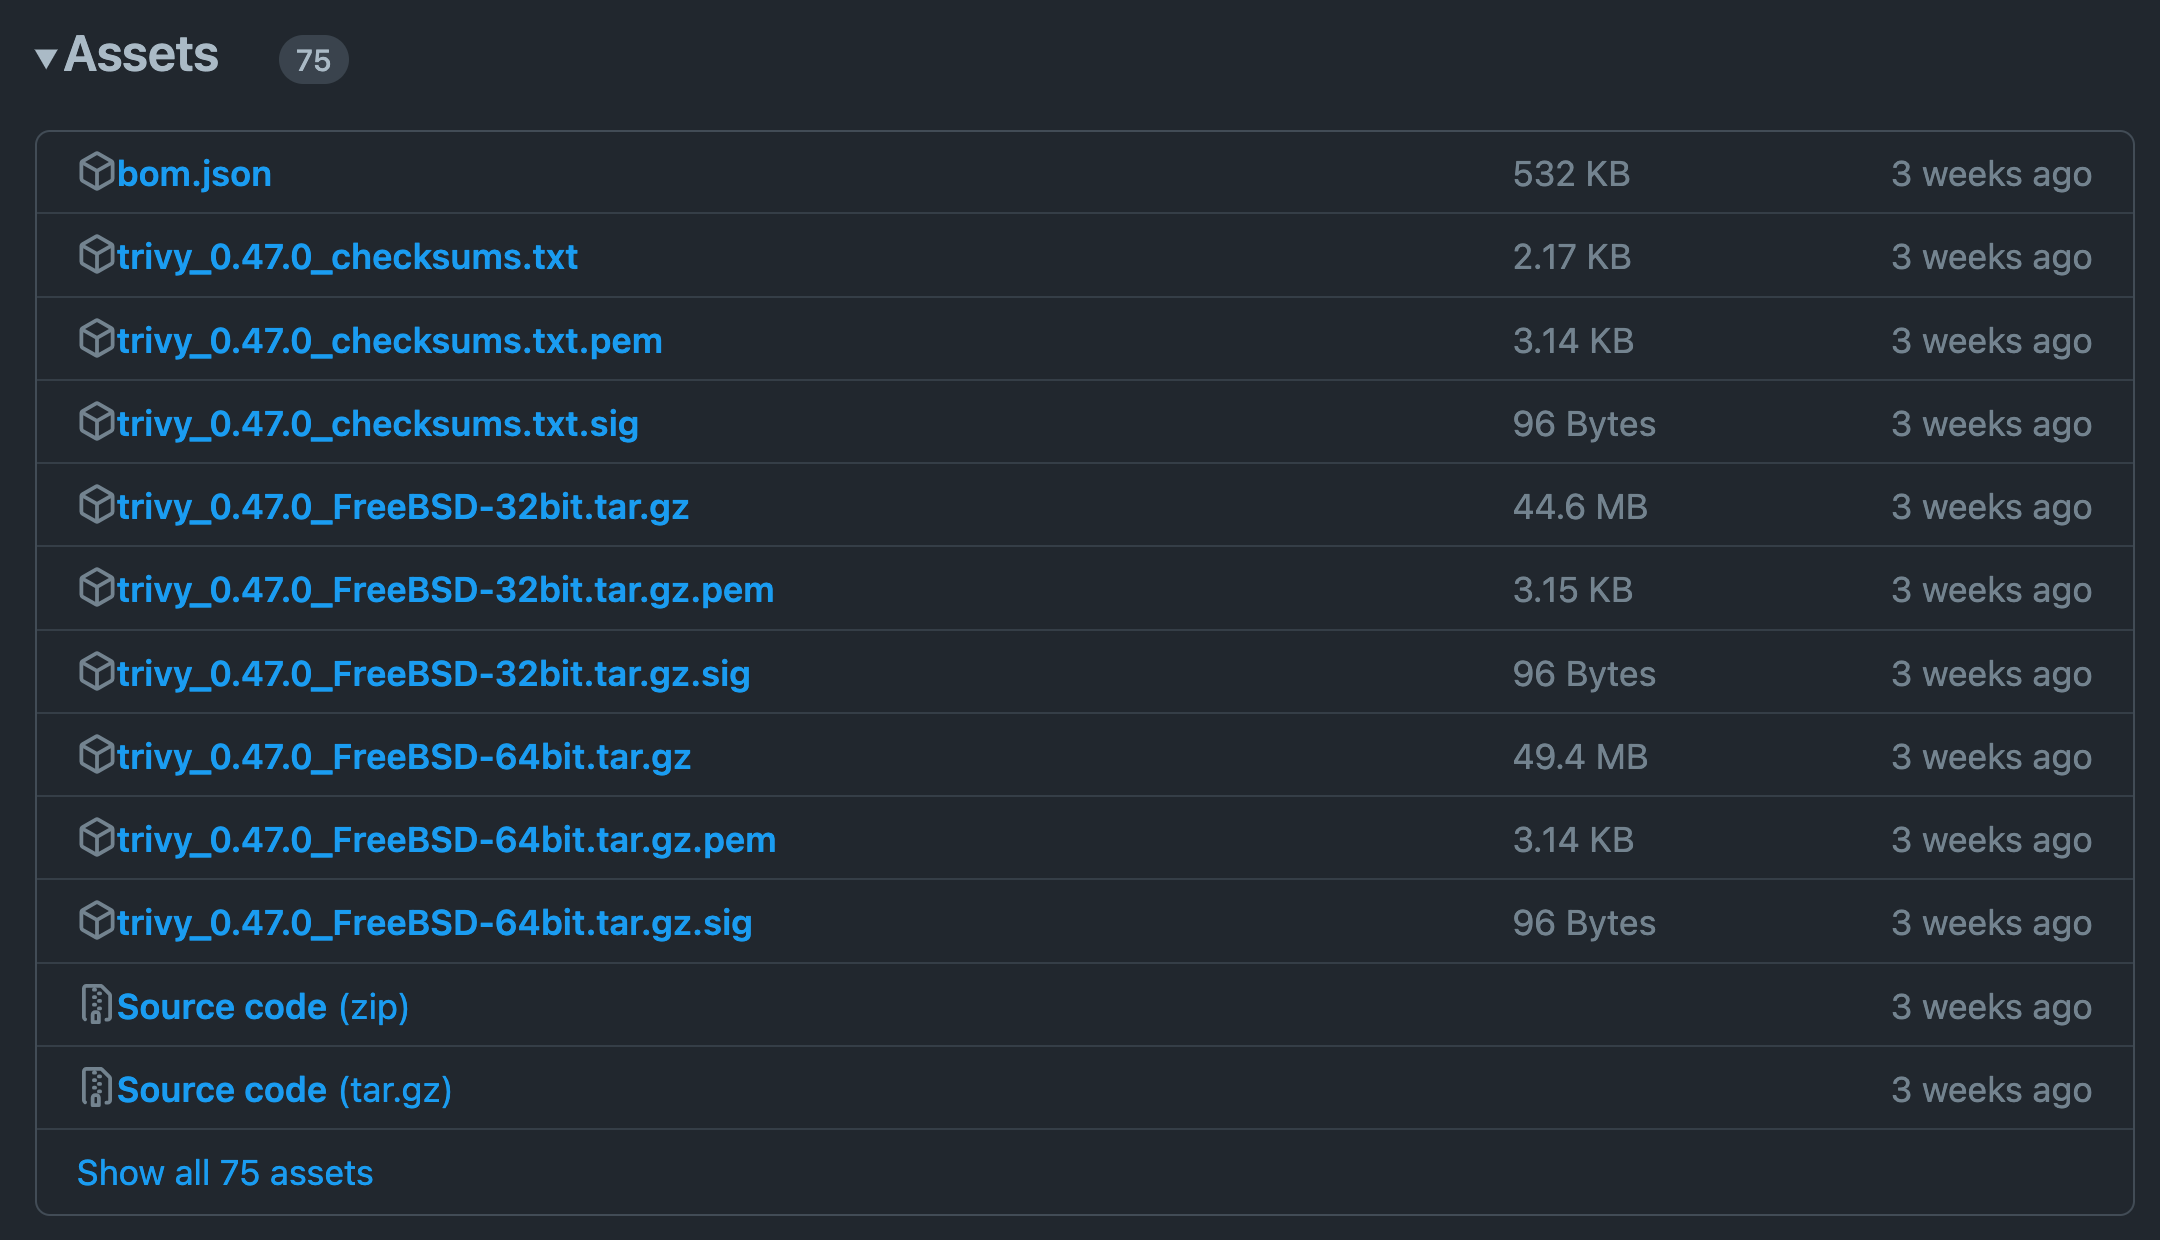 Assets 75
bom.json 532 KB 3 weeks ago
trivy_0.47.0_checksums.txt 2.17 KB 3 weeks ago
trivy_0.47.0_checksums.txt.pem 3.14 KB 3 weeks ago
trivy_0.47.0_checksums.txt.sig 96 Bytes 3 weeks ago
trivy_0.47.0_FreeBSD-32bit.tar.gz 44.6 MB 3 weeks ago
trivy_0.47.0_FreeBSD-32bit.tar.gz.pem 3.15 KB 3 weeks ago
trivy_0.47.0_FreeBSD-32bit.tar.gz.sig 96 Bytes 3 weeks ago
trivy_0.47.0_FreeBSD-64bit.tar.gz 49.4 MB 3 weeks ago
trivy_0.47.0_FreeBSD-64bit.tar.gz.pem 3.14 KB 3 weeks ago
trivy_0.47.0_FreeBSD-64bit.tar.gz.sig 96 Bytes 3 weeks ago
Source code (zip) 3 weeks ago
Source code (tar.gz) 3 weeks ago
Show all 75 assets